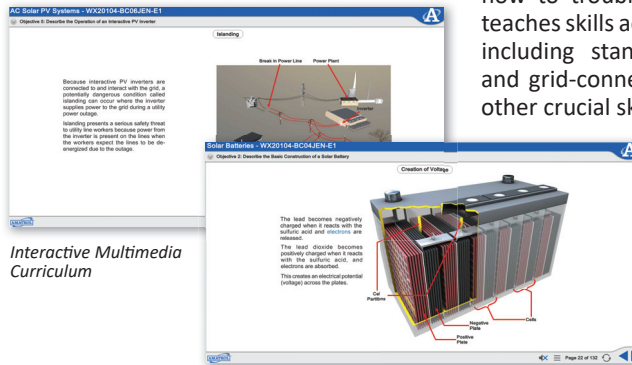 AC Solar PV Systems - WX20104-BC06JEN-E1
Objective 5: Describe the Operation of an Interactive PV Inverter
Islanding
Because interactive PV inverters are
connected to and interact with the grid, a
potentially dangerous condition called
islanding can occur where the inverter
supplies power to the grid during a utility
power outage.
Islanding presents a serious safety threat
to utility line workers because power from
the inverter is present on the lines when
the workers expect the lines to be de-
energized due to the outage.
Break in Power Line
Power Plant
Inverter
AMATROL
teaches skills
including
and grid-connec
other crucial sk
Interactive Multimedia
Curriculum
Solar Batteries - WX20104-BC04JEN-E1
Objective 2: Describe the Basic Construction of a Solar Battery
Creation of Voltage
The lead becomes negatively
charged when it reacts with the
sulfuric acid and electrons are
released.
The lead dioxide becomes
positively charged when it reacts
with the sulfuric acid, and
electrons are absorbed.
This creates an electrical potential
(voltage) across the plates.
Cell
Partitions
Negative
Plate
Positive
Plate
Cells
AMATROL
Page 22 of 132